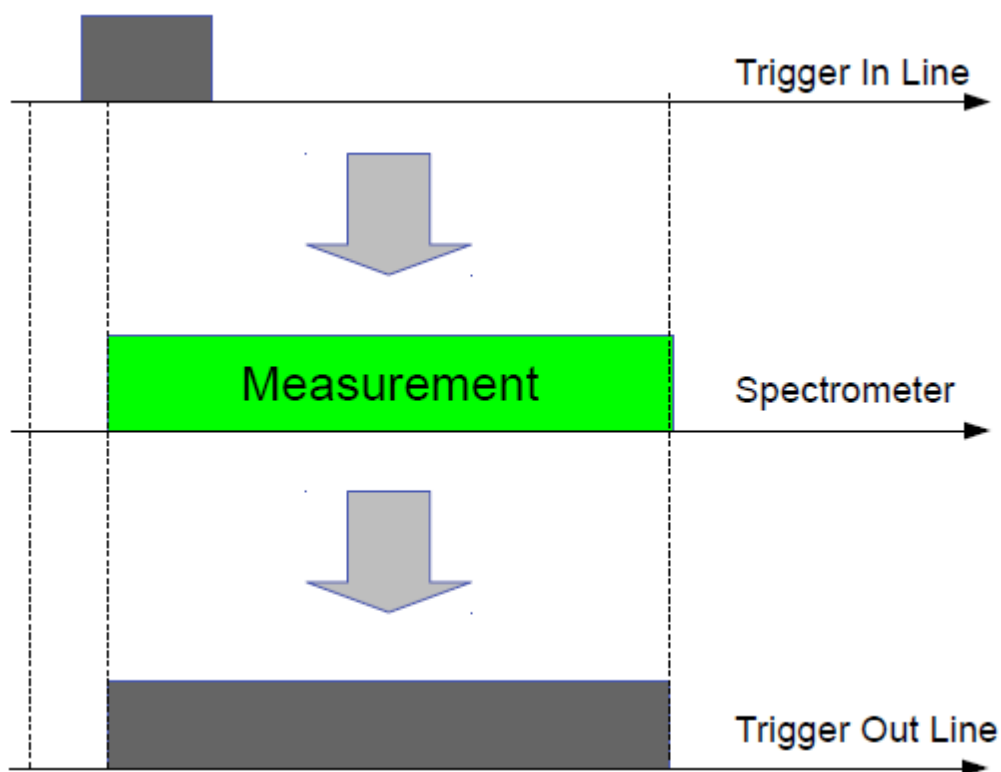 Trigger In Line
Measurement
Spectrometer
Trigger Out Line